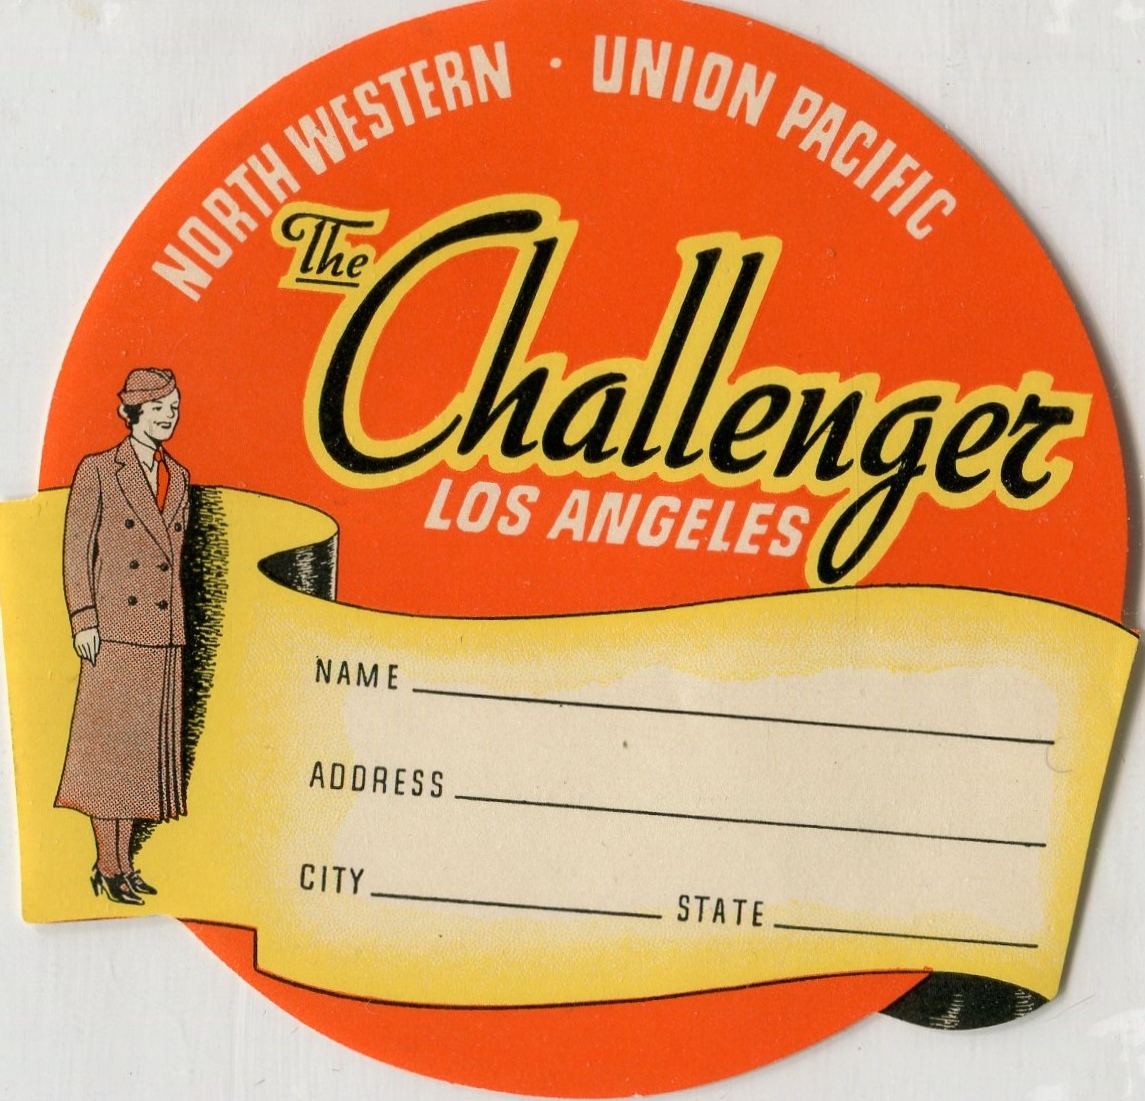 NORTH WESTERN · UNION PACIFIC
The
Challenger
LOS ANGELES
NAME
ADDRESS
CITY STATE